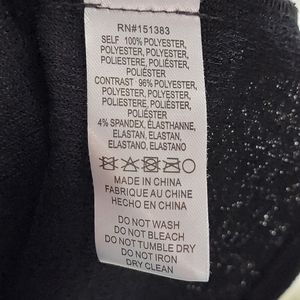 RN#151383
SELF 100% POLYESTER,
POLYESTER, POLYESTER,
POLIESTERE, POLIÉSTER,
POLIÉSTER
CONTRAST 96% POLYESTER,
POLYESTER, POLYESTER,
POLIESTERE, POLIÉSTER,
POLIÉSTER
4% SPANDEX, ÉLASTHANNE,
ELASTAN, ELASTAN,
ELASTANO, ELASTANO
MADE IN CHINA
FABRIQUE AU CHINE
HECHO EN CHINA
DO NOT WASH
DO NOT BLEACH
DO NOT TUMBLE DRY
DO NOT IRON
DRY CLEAN